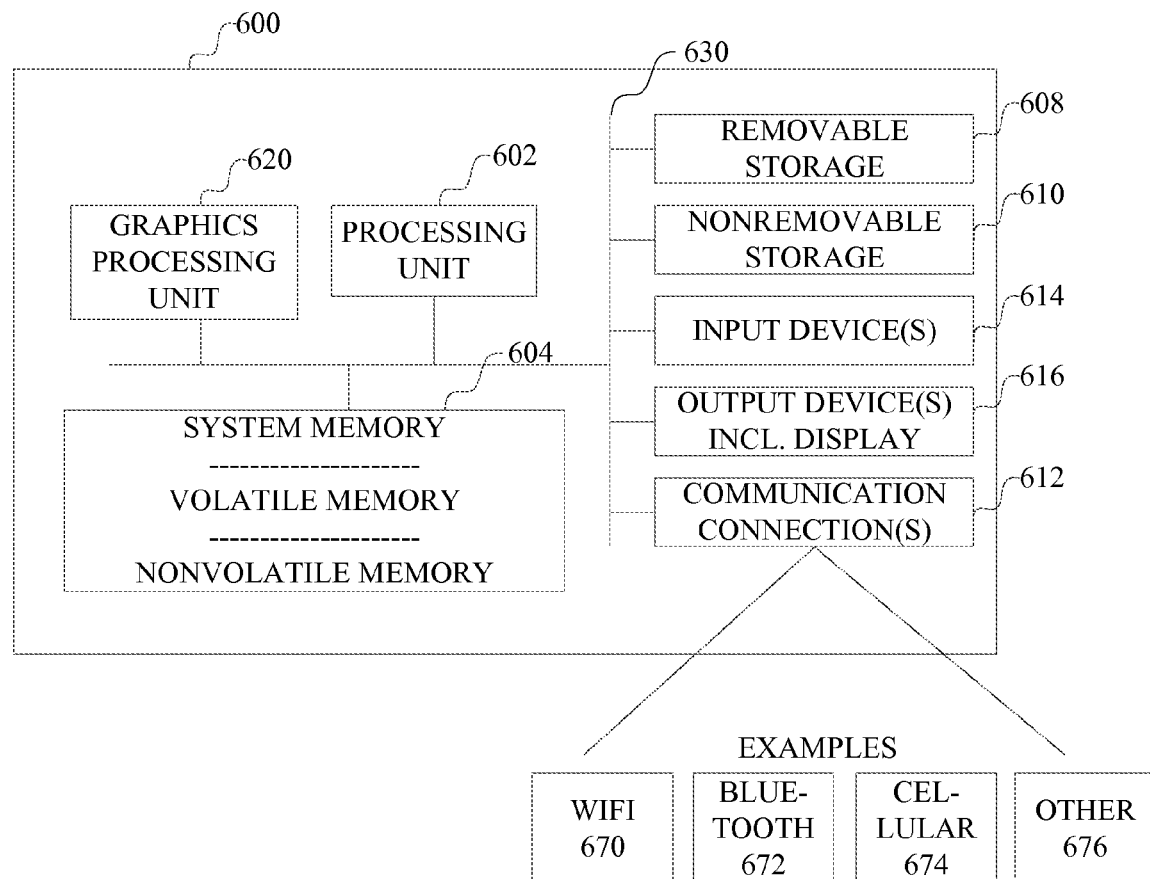 600
630
608
REMOVABLE
STORAGE
620
602
GRAPHICS
PROCESSING
UNIT
PROCESSING
UNIT
610
NONREMOVABLE
STORAGE
614
INPUT DEVICE(S)
604
616
OUTPUT DEVICE(S)
INCL. DISPLAY
SYSTEM MEMORY
VOLATILE MEMORY
NONVOLATILE MEMORY
612
COMMUNICATION
CONNECTION(S)
EXAMPLES
WIFI
670
BLUE-
TOOTH
672
CEL-
LULAR
674
OTHER
676